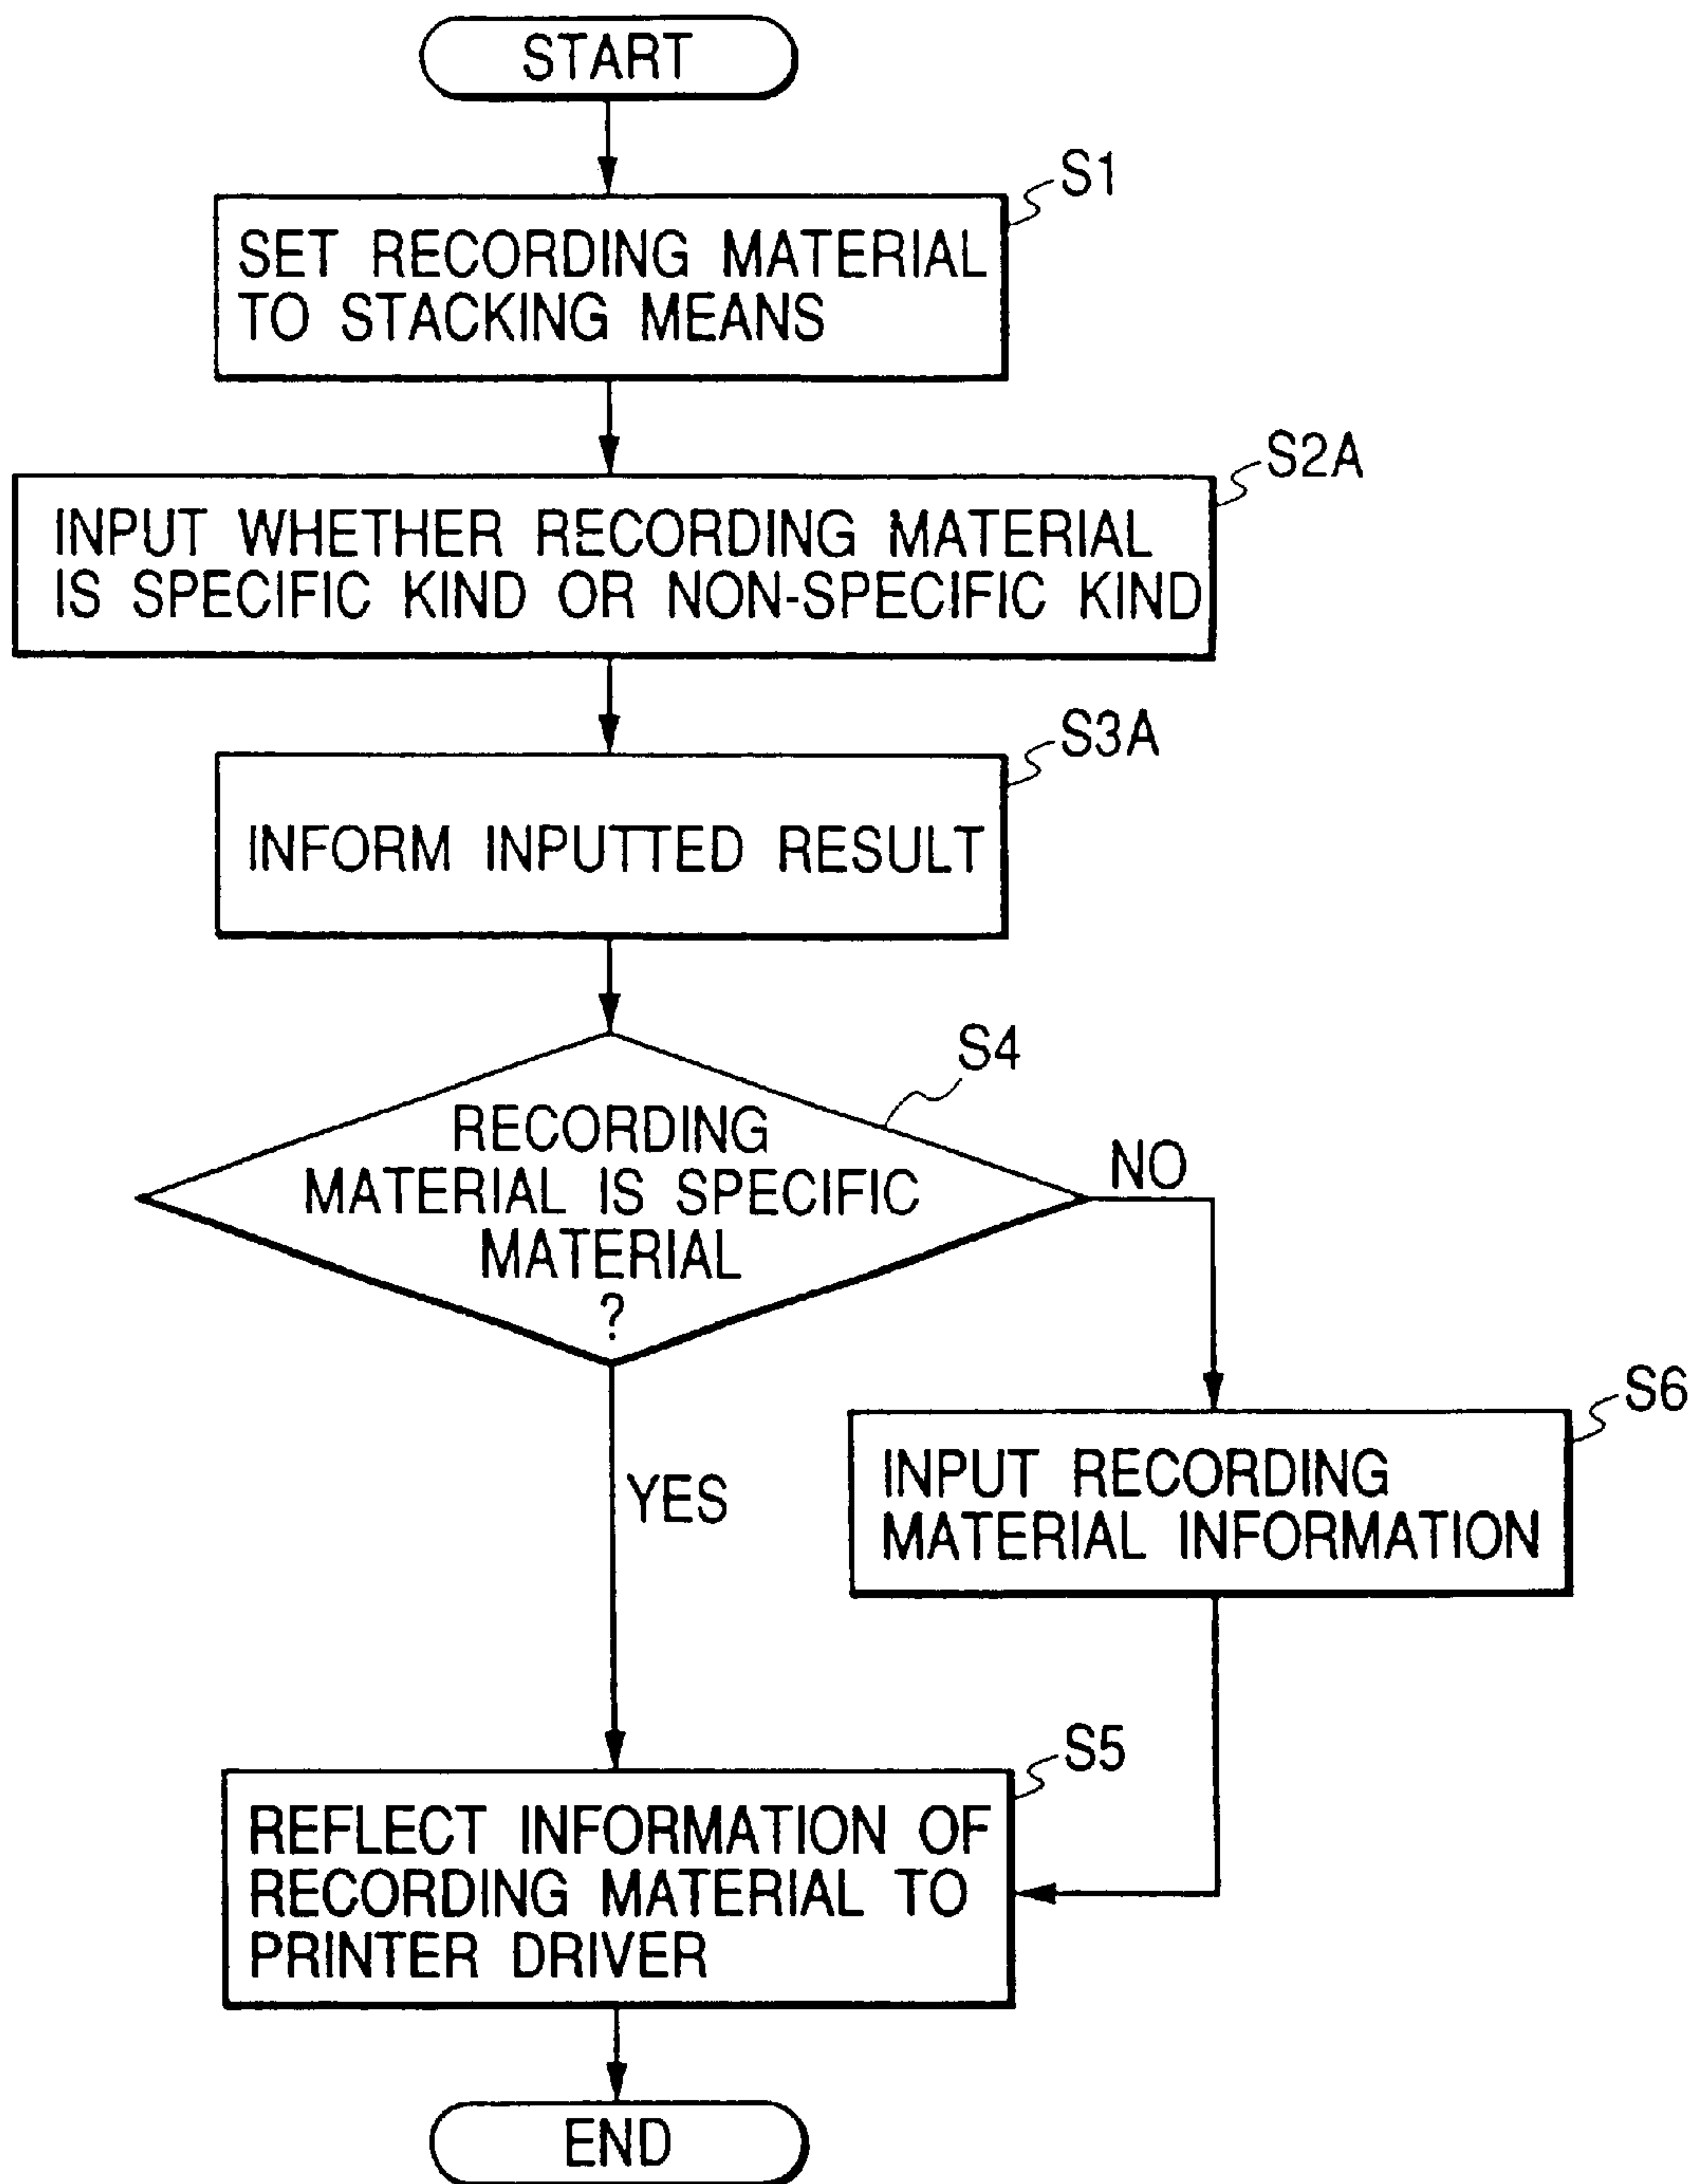 START
S1
SET RECORDING MATERIAL
TO STACKING MEANS
S2A
INPUT WHETHER RECORDING MATERIAL
IS SPECIFIC KIND OR NON-SPECIFIC KIND
S3A
INFORM INPUTTED RESULT
S4
RECORDING
MATERIAL IS SPECIFIC
MATERIAL
?
NO
YES
S6
INPUT RECORDING
MATERIAL INFORMATION
S5
REFLECT INFORMATION OF
RECORDING MATERIAL TO
PRINTER DRIVER
END